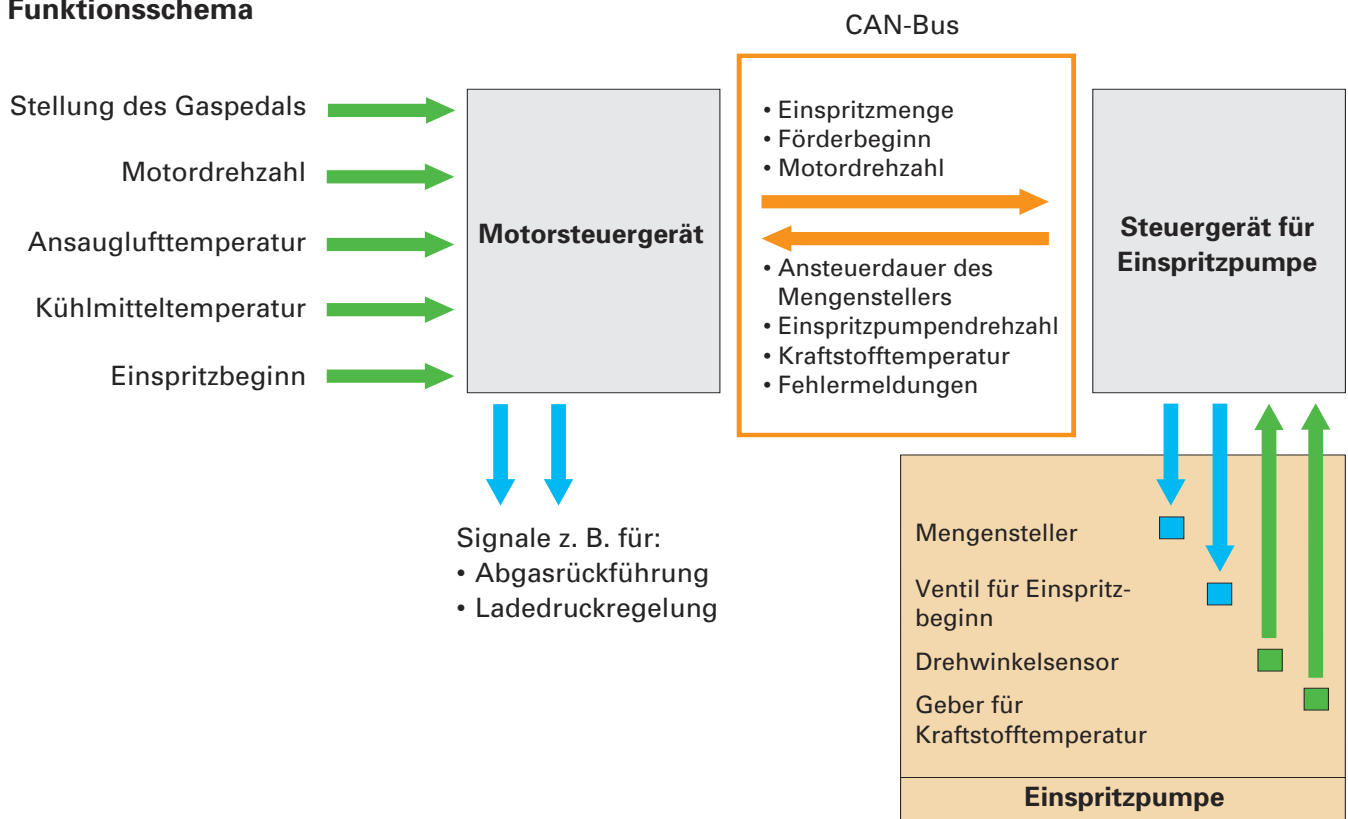 Funktionsschema
CAN-Bus
Stellung des Gaspedals
Motordrehzahl
Ansauglufttemperatur
Kühlmitteltemperatur
Einspritzbeginn
Motorsteuergerät
• Einspritzmenge
• Förderbeginn
• Motordrehzahl
• Ansteuerdauer des
Mengenstellers
• Einspritzpumpendrehzahl
• Kraftstofftemperatur
• Fehlermeldungen
Steuergerät für
Einspritzpumpe
Signale z. B. für:
• Abgasrückführung
• Ladedruckregelung
Mengensteller
Ventil für Einspritz-
beginn
Drehwinkelsensor
Geber für
Kraftstofftemperatur
Einspritzpumpe